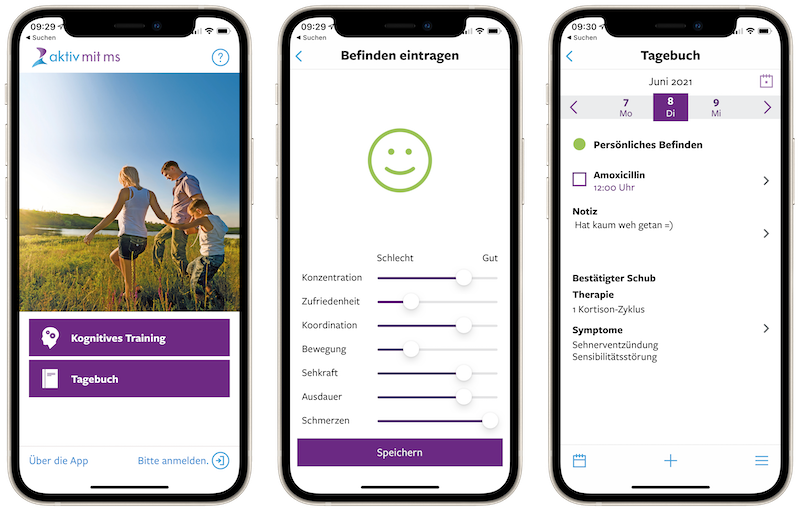 09:29
Suchen
aktiv mit ms
?
Kognitives Training
Tagebuch
Über die App
Bitte anmelden.
09:29
Suchen
Befinden eintragen
Schlecht Gut
Konzentration
Zufriedenheit
Koordination
Bewegung
Sehkraft
Ausdauer
Schmerzen
Speichern
09:30
Suchen
Tagebuch
Juni 2021
7 8 9
Mo Di Mi
Persönliches Befinden
Amoxicillin
12:00 Uhr
Notiz
Hat kaum weh getan =)
Bestätigter Schub
Therapie
1 Kortison-Zyklus
Symptome
Sehnerventzündung
Sensibilitätsstörung